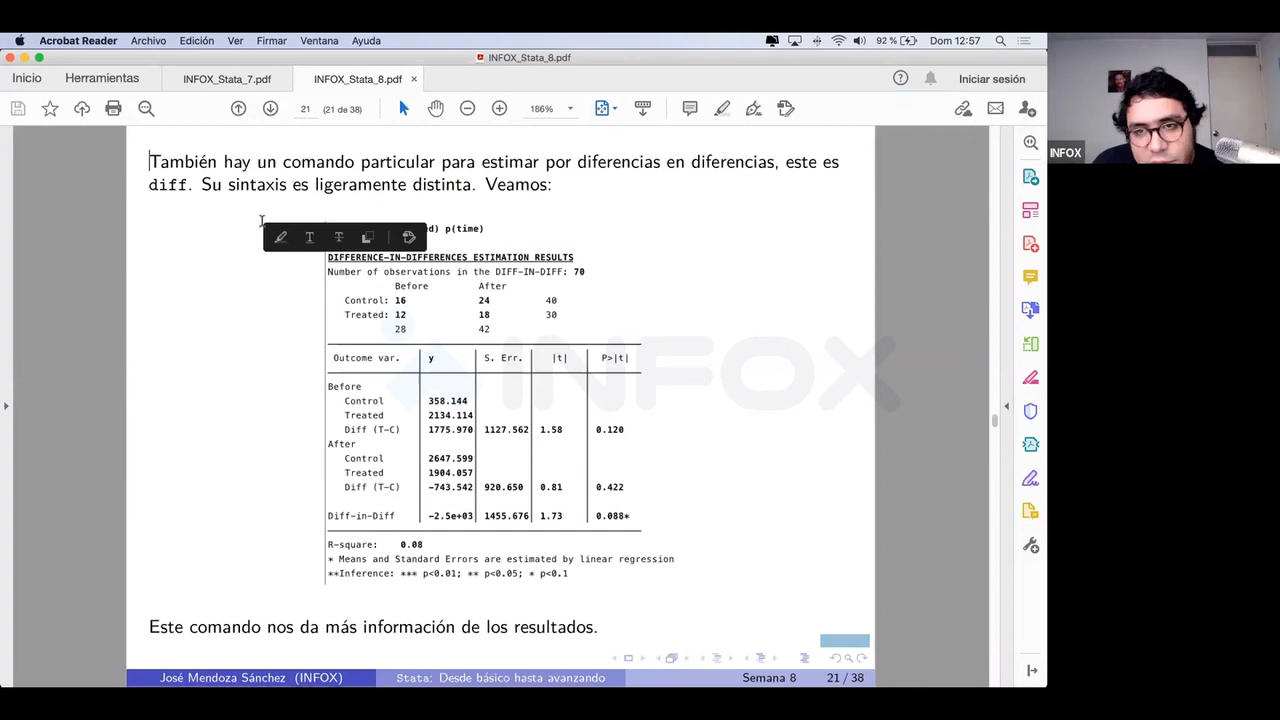 Acrobat Reader Archivo Edición Ver Firmar Ventana Ayuda 92 % Dom 12:57
INFOX_Stata_8.pdf
Inicio Herramientas INFOX_Stata_7.pdf INFOX_Stata_8.pdf × Iniciar sesión
21 (21 de 38) 186%
INFOX
También hay un comando particular para estimar por diferencias en diferencias, este es
diff. Su sintaxis es ligeramente distinta. Veamos:
p(time)
DIFFERENCE-IN-DIFFERENCES ESTIMATION RESULTS
Number of observations in the DIFF-IN-DIFF: 70
Before After
Control: 16 24 40
Treated: 12 18 30
28 42
Outcome var. y S. Err. |t| P>|t|
Before
Control 358.144
Treated 2134.114
Diff (T-C) 1775.970 1127.562 1.58 0.120
After
Control 2647.599
Treated 1904.057
Diff (T-C) -743.542 920.650 0.81 0.422
Diff-in-Diff -2.5e+03 1455.676 1.73 0.088*
R-square: 0.08
* Means and Standard Errors are estimated by linear regression
**Inference: *** p<0.01; ** p<0.05; * p<0.1
INFOX
Este comando nos da más información de los resultados.
José Mendoza Sánchez (INFOX) Stata: Desde básico hasta avanzando Semana 8 21 / 38